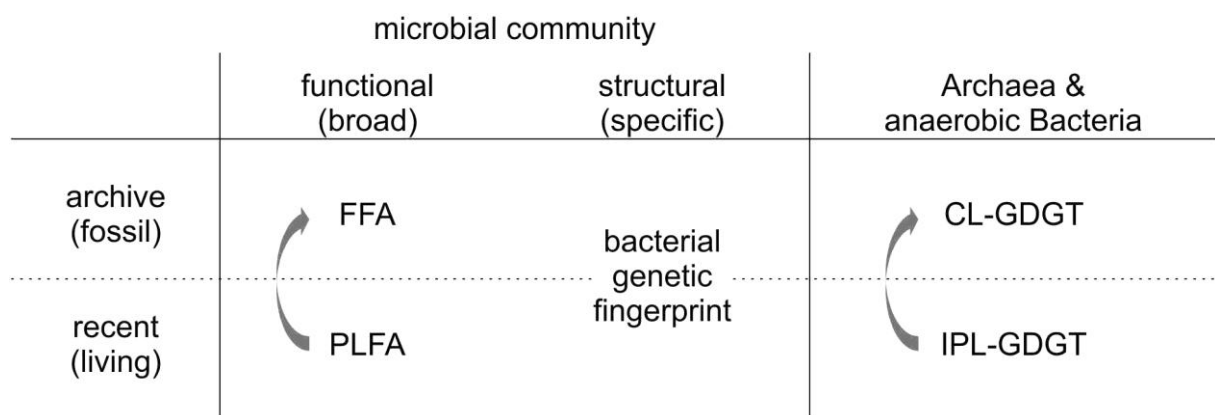 microbial community
functional
(broad)
structural
(specific)
Archaea &
anaerobic Bacteria
archive
(fossil)
FFA
bacterial
genetic
fingerprint
CL-GDGT
recent
(living)
PLFA
IPL-GDGT